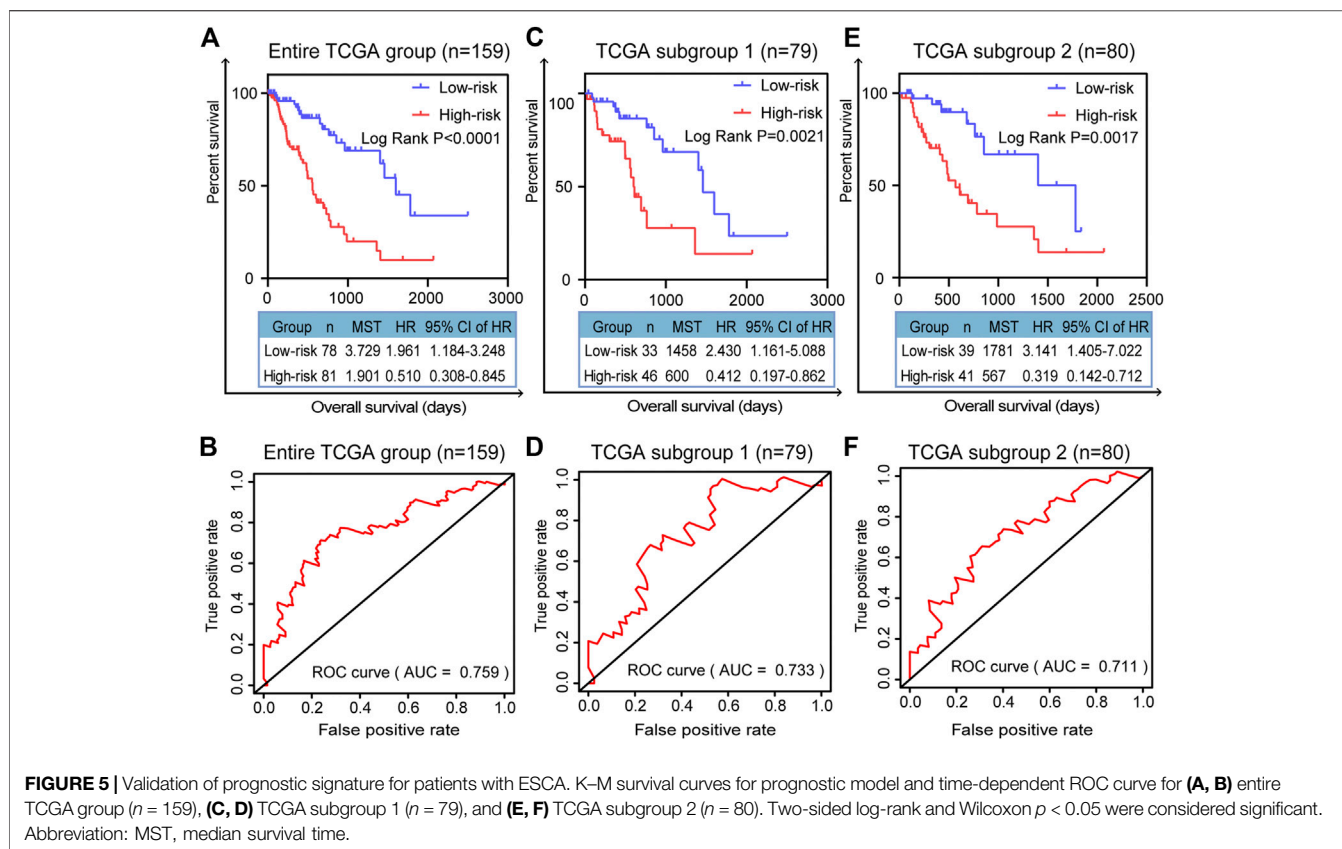 A
Entire TCGA group (n=159)
Percent survival
100
50
0
Low-risk
High-risk
Log Rank P<0.0001
0 1000 2000 3000
Group n MST HR 95% CI of HR
Low-risk 78 3.729 1.961 1.184-3.248
High-risk 81 1.901 0.510 0.308-0.845
Overall survival (days)
C
TCGA subgroup 1 (n=79)
Percent survival
100
50
0
Low-risk
High-risk
Log Rank P=0.0021
0 1000 2000 3000
Group n MST HR 95% CI of HR
Low-risk 33 1458 2.430 1.161-5.088
High-risk 46 600 0.412 0.197-0.862
Overall survival (days)
E
TCGA subgroup 2 (n=80)
Percent survival
100
50
0
Low-risk
High-risk
Log Rank P=0.0017
0 500 1000 1500 2000 2500
Group n MST HR 95% CI of HR
Low-risk 39 1781 3.141 1.405-7.022
High-risk 41 567 0.319 0.142-0.712
Overall survival (days)
B
Entire TCGA group (n=159)
True positive rate
1.0
0.8
0.6
0.4
0.2
0.0
ROC curve ( AUC = 0.759 )
0.0 0.2 0.4 0.6 0.8 1.0
False positive rate
D
TCGA subgroup 1 (n=79)
True positive rate
1.0
0.8
0.6
0.4
0.2
0.0
ROC curve ( AUC = 0.733 )
0.0 0.2 0.4 0.6 0.8 1.0
False positive rate
F
TCGA subgroup 2 (n=80)
True positive rate
1.0
0.8
0.6
0.4
0.2
0.0
ROC curve ( AUC = 0.711 )
0.0 0.2 0.4 0.6 0.8 1.0
False positive rate
FIGURE 5 | Validation of prognostic signature for patients with ESCA. K–M survival curves for prognostic model and time-dependent ROC curve for (A, B) entire
TCGA group (n = 159), (C, D) TCGA subgroup 1 (n = 79), and (E, F) TCGA subgroup 2 (n = 80). Two-sided log-rank and Wilcoxon p < 0.05 were considered significant.
Abbreviation: MST, median survival time.